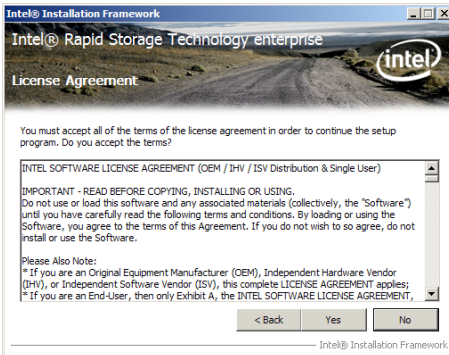 Intel® Installation Framework
Intel® Rapid Storage Technology enterprise
intel
License Agreement
You must accept all of the terms of the license agreement in order to continue the setup
program. Do you accept the terms?
INTEL SOFTWARE LICENSE AGREEMENT (OEM / IHV / ISV Distribution & Single User)
IMPORTANT - READ BEFORE COPYING, INSTALLING OR USING.
Do not use or load this software and any associated materials (collectively, the "Software")
until you have carefully read the following terms and conditions. By loading or using the
Software, you agree to the terms of this Agreement. If you do not wish to so agree, do not
install or use the Software.
Please Also Note:
* If you are an Original Equipment Manufacturer (OEM), Independent Hardware Vendor
(IHV), or Independent Software Vendor (ISV), this complete LICENSE AGREEMENT applies;
* If you are an End-User, then only Exhibit A, the INTEL SOFTWARE LICENSE AGREEMENT,
< Back Yes No
Intel® Installation Framework